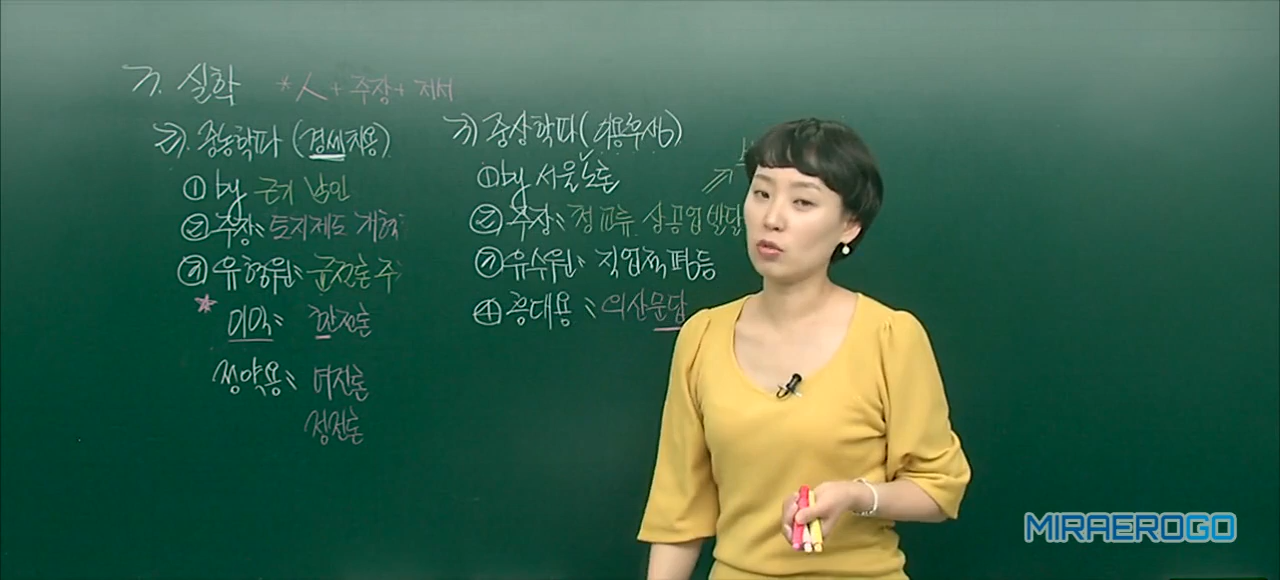 ㄱ. 실학 * 人 + 주장 + 저서
2). 중농학파 (경세치용)
① by 근기 남인
② 주장: 토지제도 개혁
③ 유형원: 균전론 주
* 이익: 한전론
정약용: 여전론
정전론
3) 중상학파 (이용후생)
① by 서울 노론
② 주장: 청 교류, 상공업 발달
③ 유수원: 직업적 평등
④ 홍대용: 의산문답
MIRAEROGO